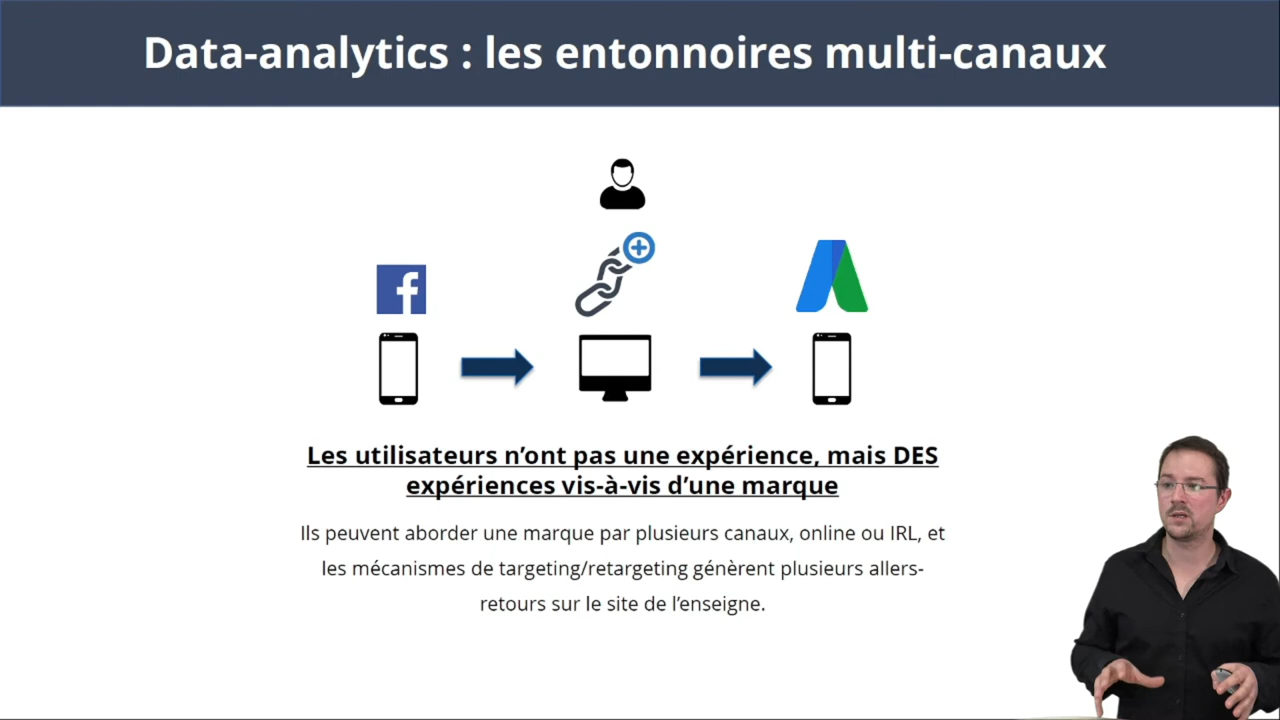 Data-analytics : les entonnoires multi-canaux
Les utilisateurs n’ont pas une expérience, mais DES
expériences vis-à-vis d’une marque
Ils peuvent aborder une marque par plusieurs canaux, online ou IRL, et
les mécanismes de targeting/retargeting génèrent plusieurs allers-
retours sur le site de l’enseigne.